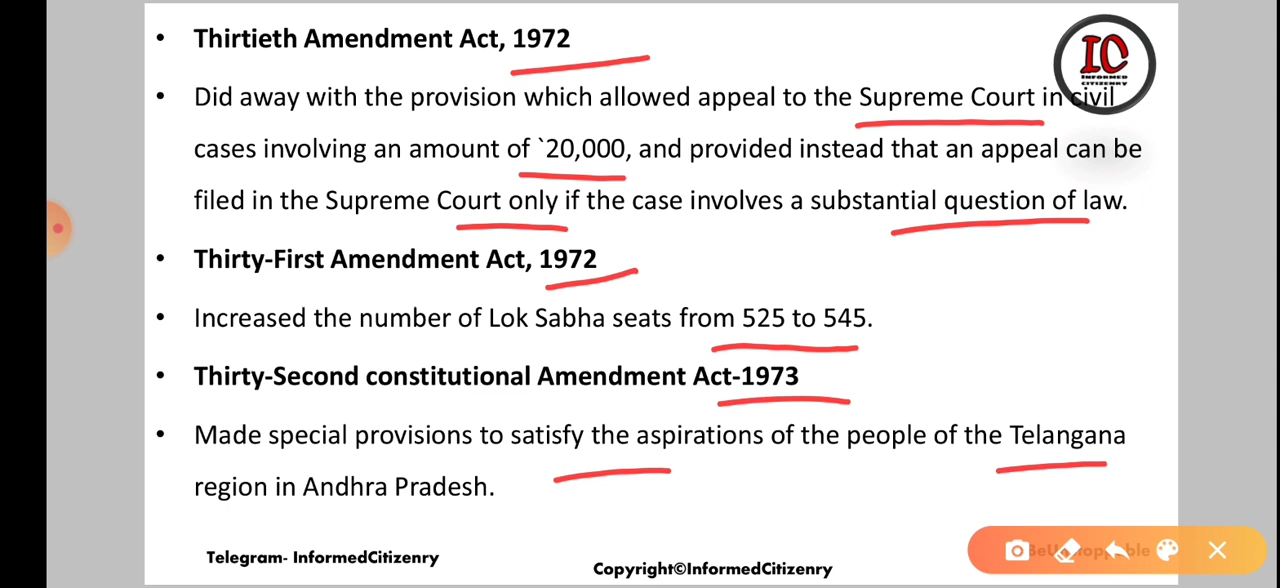 • Thirtieth Amendment Act, 1972
IC
INFORMED
CITIZENRY
• Did away with the provision which allowed appeal to the Supreme Court in civil
cases involving an amount of `20,000, and provided instead that an appeal can be
filed in the Supreme Court only if the case involves a substantial question of law.
• Thirty-First Amendment Act, 1972
• Increased the number of Lok Sabha seats from 525 to 545.
• Thirty-Second constitutional Amendment Act-1973
• Made special provisions to satisfy the aspirations of the people of the Telangana
region in Andhra Pradesh.
Telegram- InformedCitizenry
Copyright©InformedCitizenry